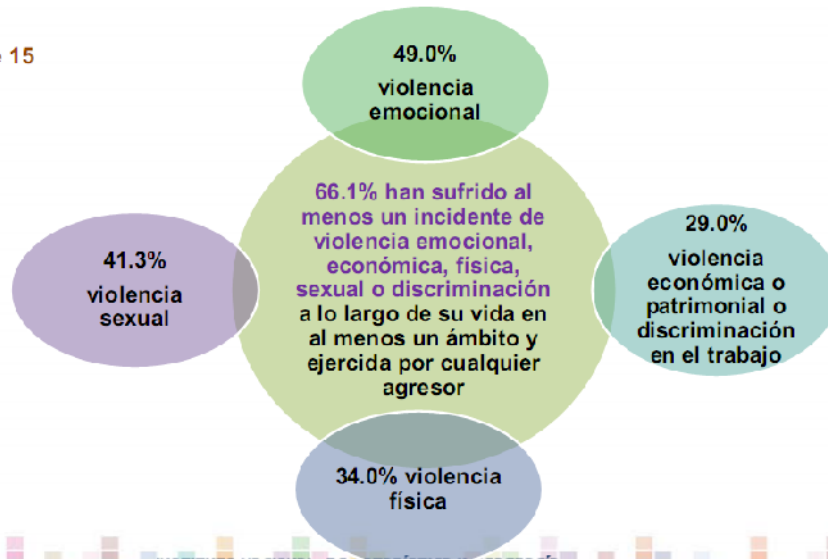 15
49.0%
violencia
emocional
66.1% han sufrido al
menos un incidente de
violencia emocional,
económica, física,
sexual o discriminación
a lo largo de su vida en
al menos un ámbito y
ejercida por cualquier
agresor
41.3%
violencia
sexual
29.0%
violencia
económica o
patrimonial o
discriminación
en el trabajo
34.0% violencia
física